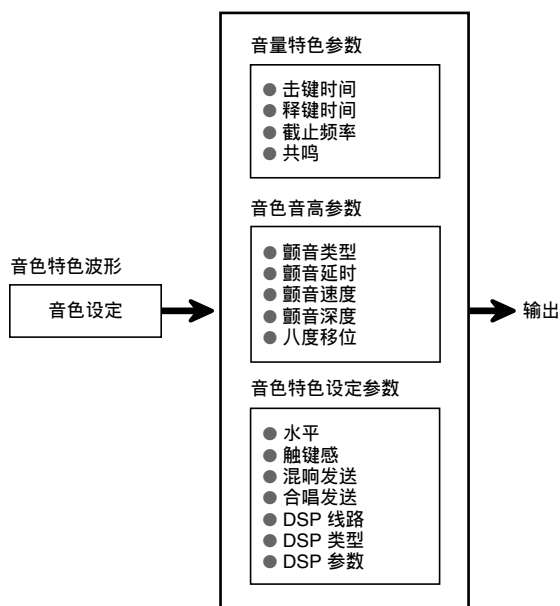 音量特色参数
● 击键时间
● 释键时间
● 截止频率
● 共鸣
音色音高参数
● 颤音类型
● 颤音延时
● 颤音速度
● 颤音深度
● 八度移位
音色特色波形
音色设定
输出
音色特色设定参数
● 水平
● 触键感
● 混响发送
● 合唱发送
● DSP 线路
● DSP 类型
● DSP 参数